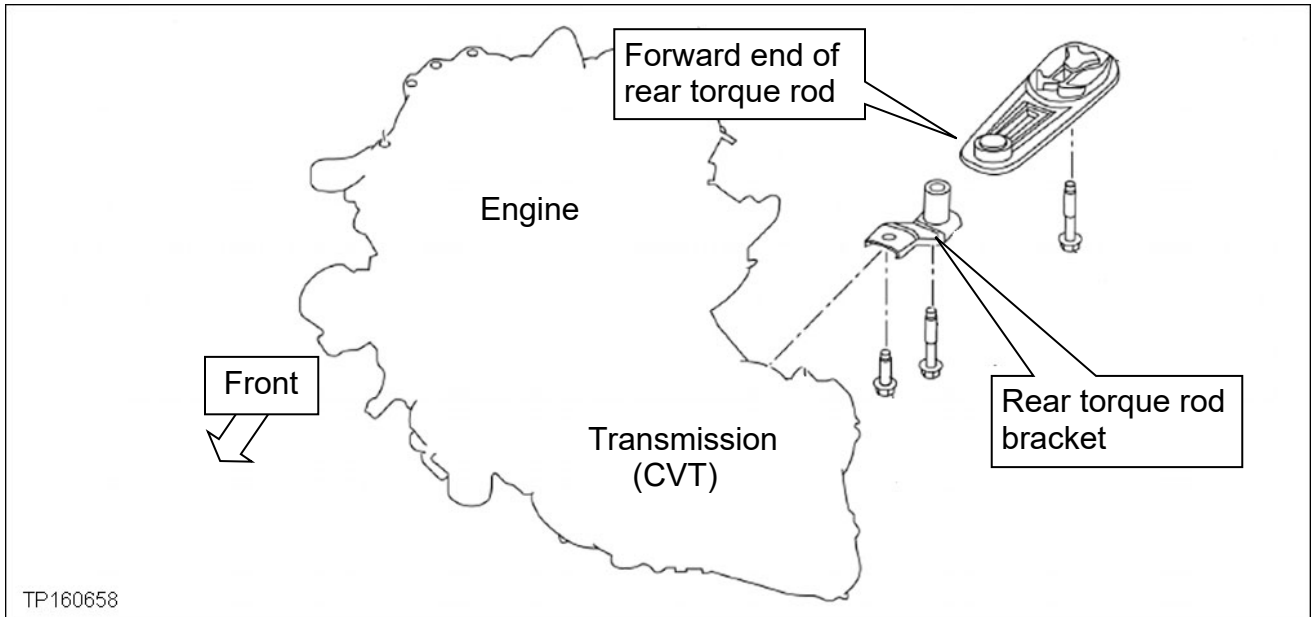 Forward end of
rear torque rod
Engine
Front
Rear torque rod
bracket
Transmission
(CVT)
TP160658